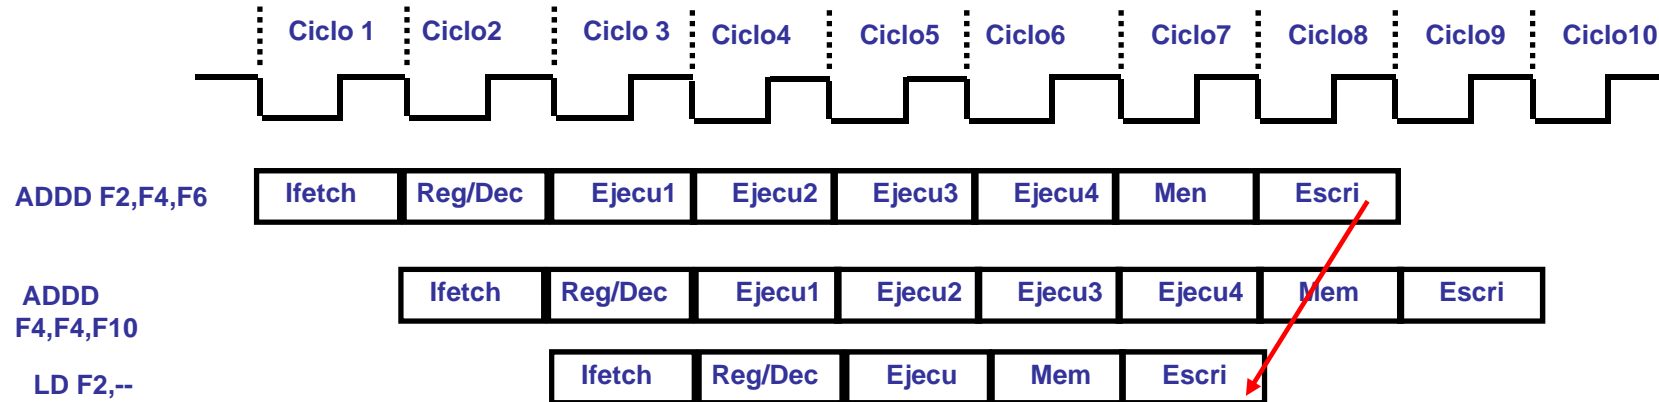 Ciclo 1 Ciclo2 Ciclo 3 Ciclo4 Ciclo5 Ciclo6 Ciclo7 Ciclo8 Ciclo9 Ciclo10
ADDD F2,F4,F6 Ifetch Reg/Dec Ejecu1 Ejecu2 Ejecu3 Ejecu4 Men Escri
ADDD
F4,F4,F10
Ifetch Reg/Dec Ejecu1 Ejecu2 Ejecu3 Ejecu4 Mem Escri
LD F2,-- Ifetch Reg/Dec Ejecu Mem Escri